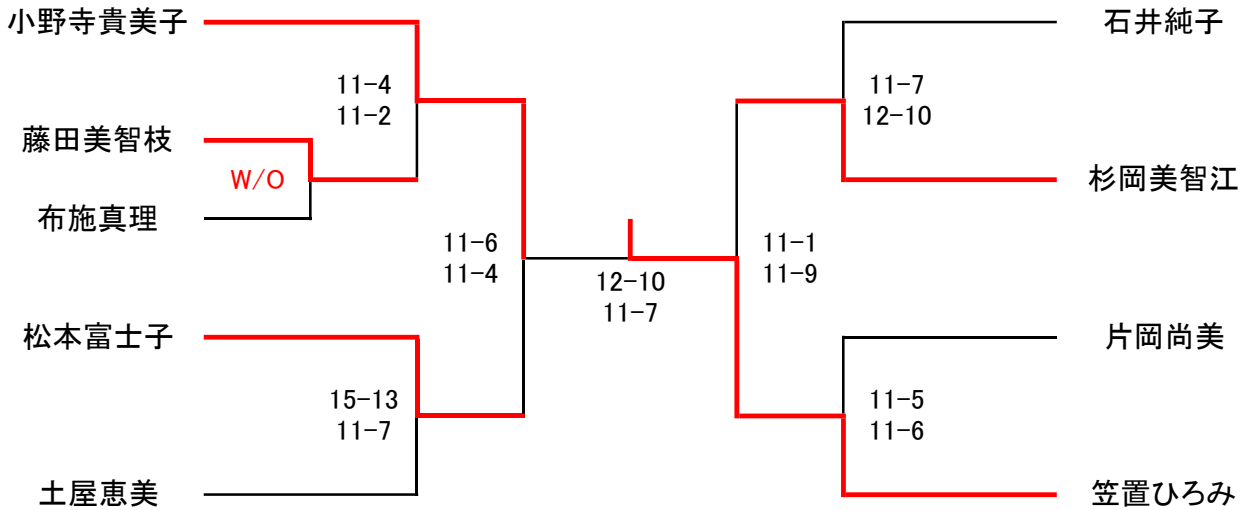 小野寺貴美子
石井純子
11-4
11-2
11-7
12-10
藤田美智枝
W/O
杉岡美智江
布施真理
11-6
11-4
12-10
11-7
11-1
11-9
松本富士子
片岡尚美
15-13
11-7
11-5
11-6
土屋恵美
笠置ひろみ